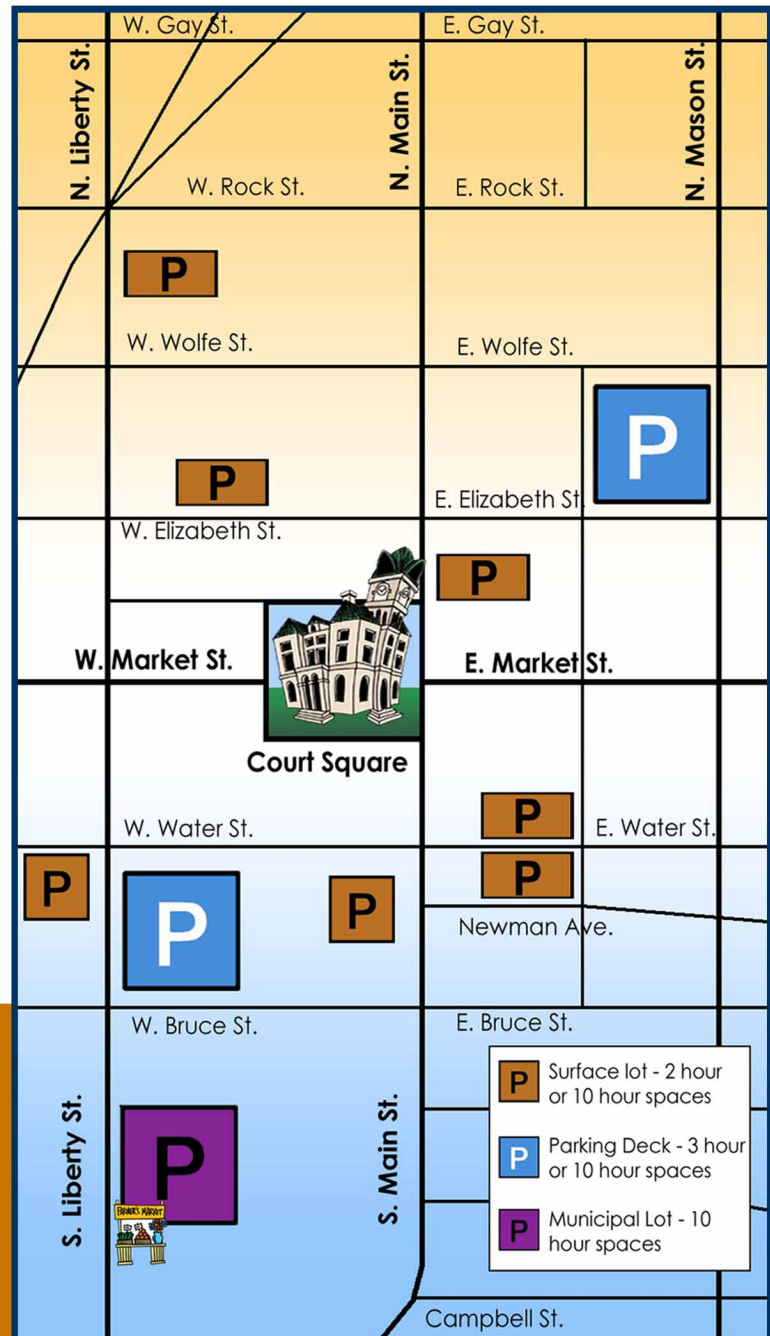 W. Gay St.
E. Gay St.
N. Liberty St.
N. Main St.
N. Mason St.
W. Rock St.
E. Rock St.
P
W. Wolfe St.
E. Wolfe St.
P
P
E. Elizabeth St.
W. Elizabeth St.
P
W. Market St.
E. Market St.
Court Square
P
W. Water St.
E. Water St.
P
P
P
P
Newman Ave.
W. Bruce St.
E. Bruce St.
P
Surface lot - 2 hour
or 10 hour spaces
P
Parking Deck - 3 hour
or 10 hour spaces
P
Municipal Lot - 10
hour spaces
S. Liberty St.
P
S. Main St.
FARMER'S MARKET
Campbell St.